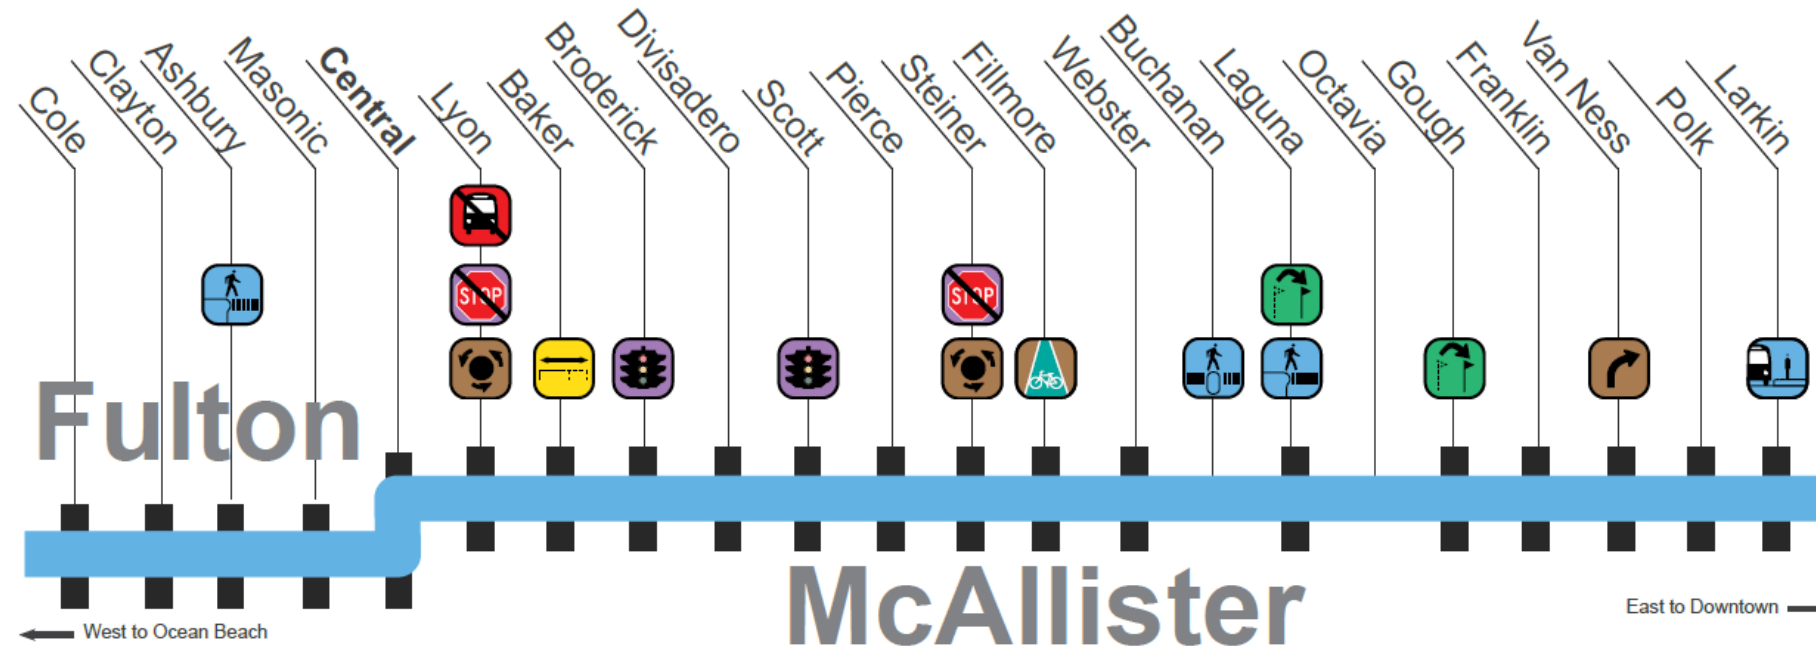 Cole
Clayton
Ashbury
Masonic
Central
Lyon
Baker
Broderick
Divisadero
Scott
Pierce
Steiner
Fillmore
Webster
Buchanan
Laguna
Octavia
Gough
Franklin
Van Ness
Polk
Larkin
STOP
STOP
Fulton
McAllister
West to Ocean Beach
East to Downtown